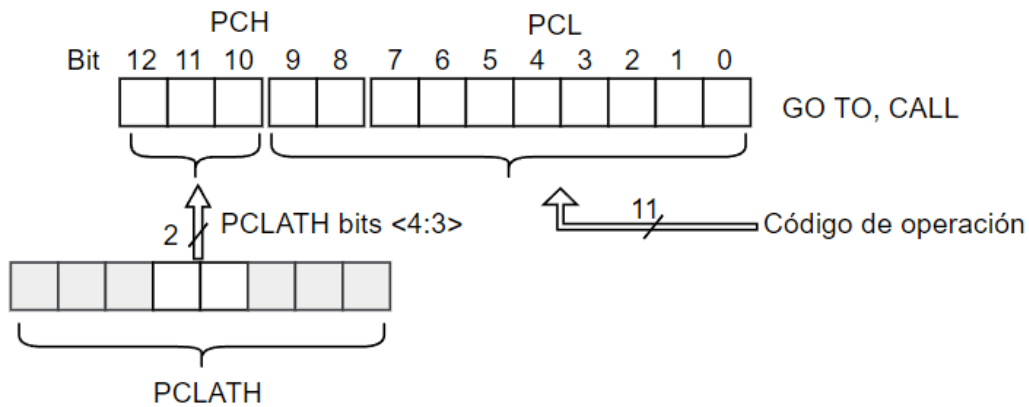 PCH PCL
Bit 12 11 10 9 8 7 6 5 4 3 2 1 0
GO TO, CALL
2 PCLATH bits <4:3>
11
Código de operación
PCLATH